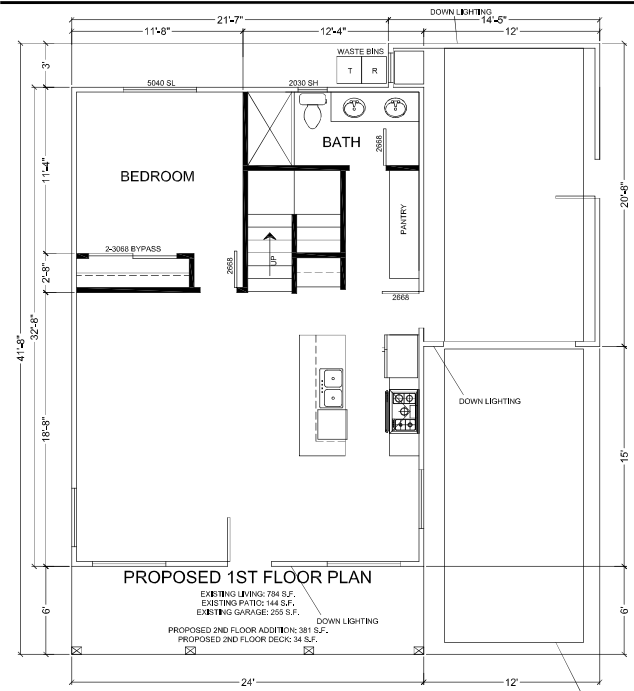 DOWN LIGHTING
21'-7"
14'-5"
11'-8"
12'-4"
12'
WASTE BINS
T R
3'
5040 SL
2030 SH
BATH
2668
11'-4"
BEDROOM
PANTRY
20'-8"
2-3068 BYPASS
UP
2668
2'-8"
2668
41'-8"
32'-8"
DOWN LIGHTING
18'-8"
15'
PROPOSED 1ST FLOOR PLAN
EXISTING LIVING: 784 S.F.
EXISTING PATIO: 144 S.F.
EXISTING GARAGE: 255 S.F.
DOWN LIGHTING
PROPOSED 2ND FLOOR ADDITION: 381 S.F.
PROPOSED 2ND FLOOR DECK: 34 S.F.
6'
6'
24'
12'